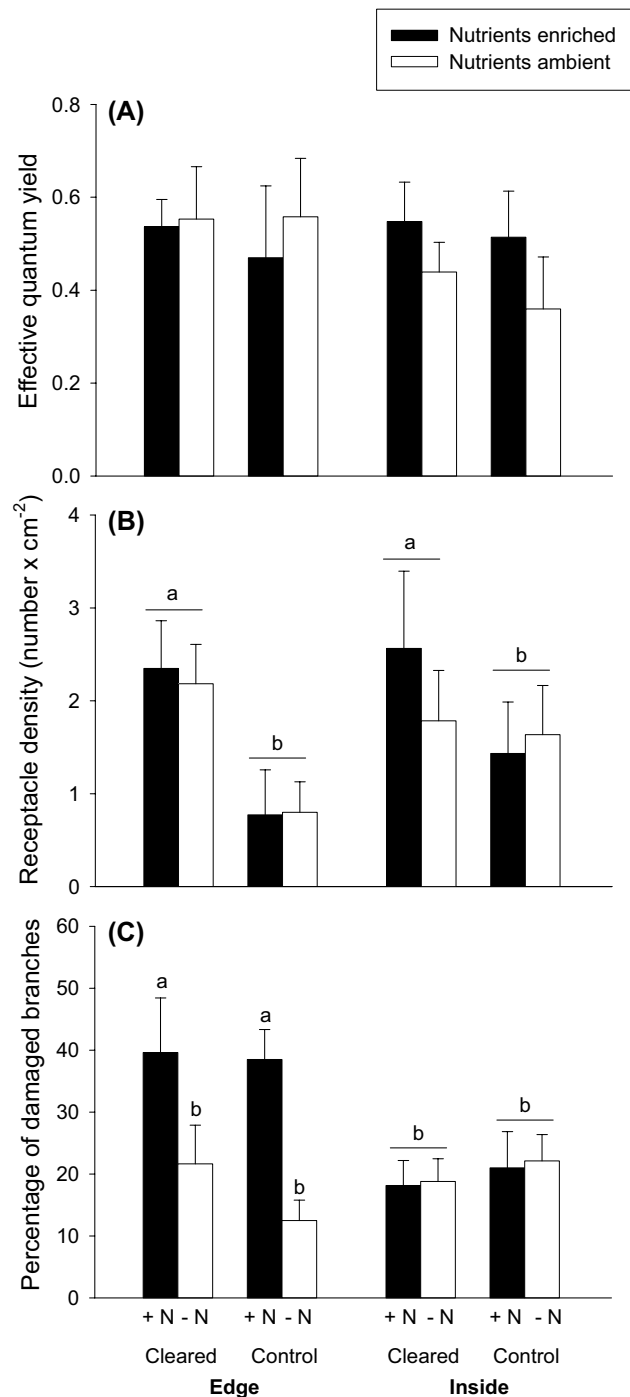 Nutrients enriched
Nutrients ambient
(A)
Effective quantum yield
0.8
0.6
0.4
0.2
0.0
(B)
Receptacle density (number x cm-2)
4
3
2
1
0
a
b
a
b
(C)
Percentage of damaged branches
60
50
40
30
20
10
0
a
b
a
b
b
b
+ N - N + N - N + N - N + N - N
Cleared Control Cleared Control
Edge Inside